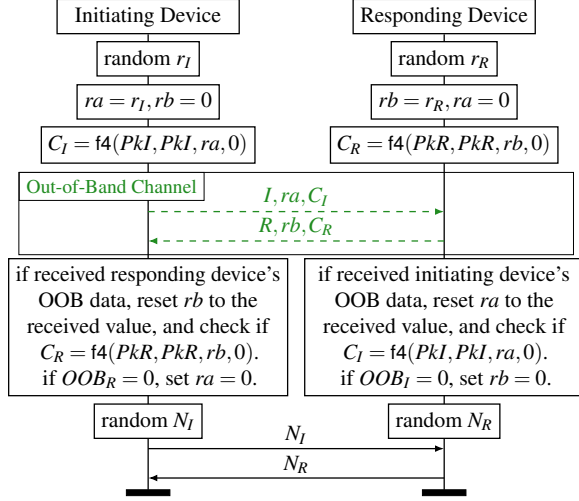 Initiating Device
Responding Device
random r_I
random r_R
ra = r_I, rb = 0
rb = r_R, ra = 0
C_I = f4(PkI, PkI, ra, 0)
C_R = f4(PkR, PkR, rb, 0)
Out-of-Band Channel
I, ra, C_I
R, rb, C_R
if received responding device's
OOB data, reset rb to the
received value, and check if
C_R = f4(PkR, PkR, rb, 0).
if OOB_R = 0, set ra = 0.
if received initiating device's
OOB data, reset ra to the
received value, and check if
C_I = f4(PkI, PkI, ra, 0).
if OOB_I = 0, set rb = 0.
random N_I
random N_R
N_I
N_R